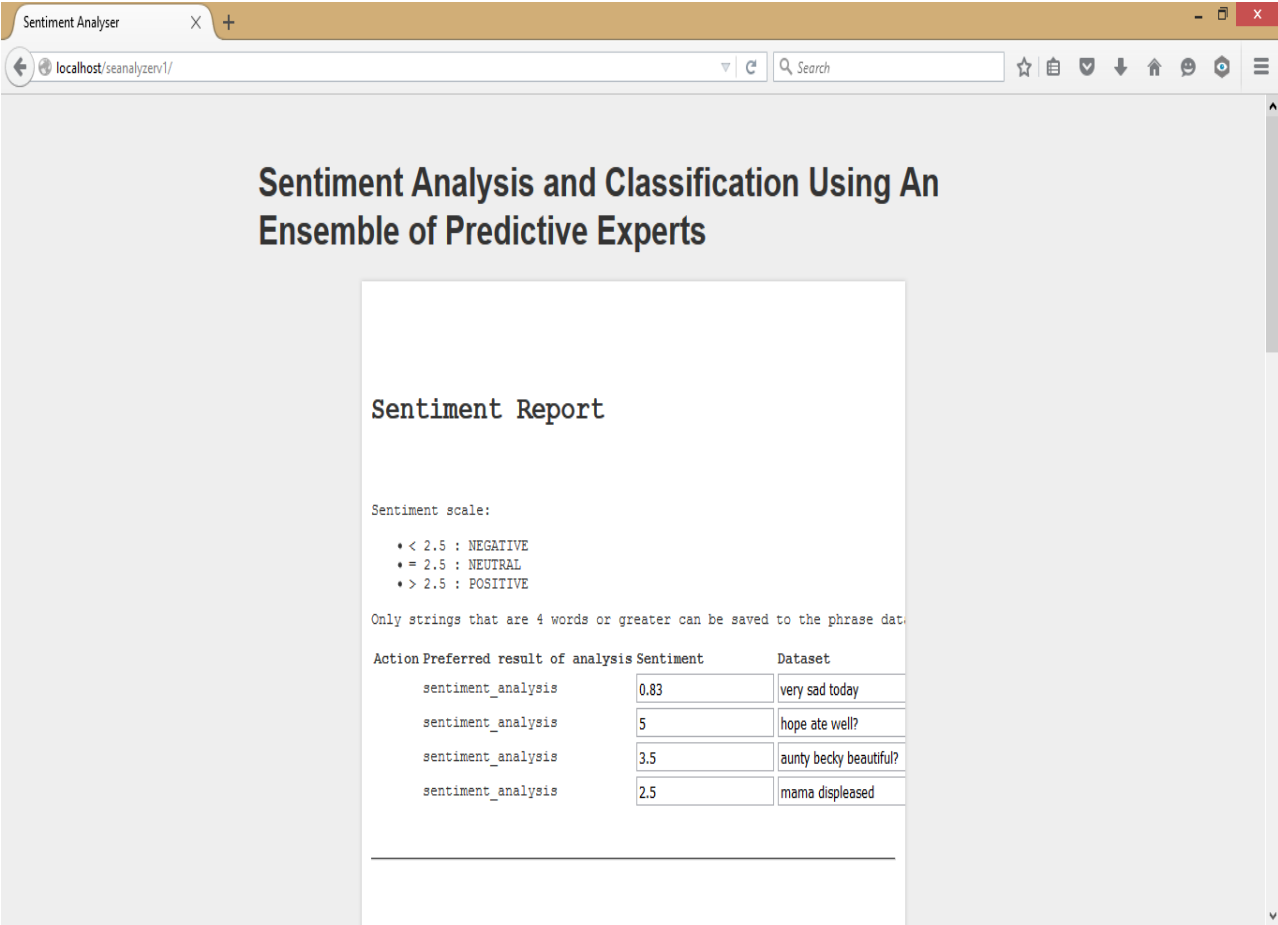 Sentiment Analyser
localhost/seanalyzerv1/
Search
Sentiment Analysis and Classification Using An
Ensemble of Predictive Experts
Sentiment Report
Sentiment scale:
• < 2.5 : NEGATIVE
• = 2.5 : NEUTRAL
• > 2.5 : POSITIVE
Only strings that are 4 words or greater can be saved to the phrase
Action Preferred result of analysis Sentiment Dataset
sentiment_analysis 0.83 very sad today
sentiment_analysis 5 hope ate well?
sentiment_analysis 3.5 aunty becky beautiful?
sentiment_analysis 2.5 mama displeased